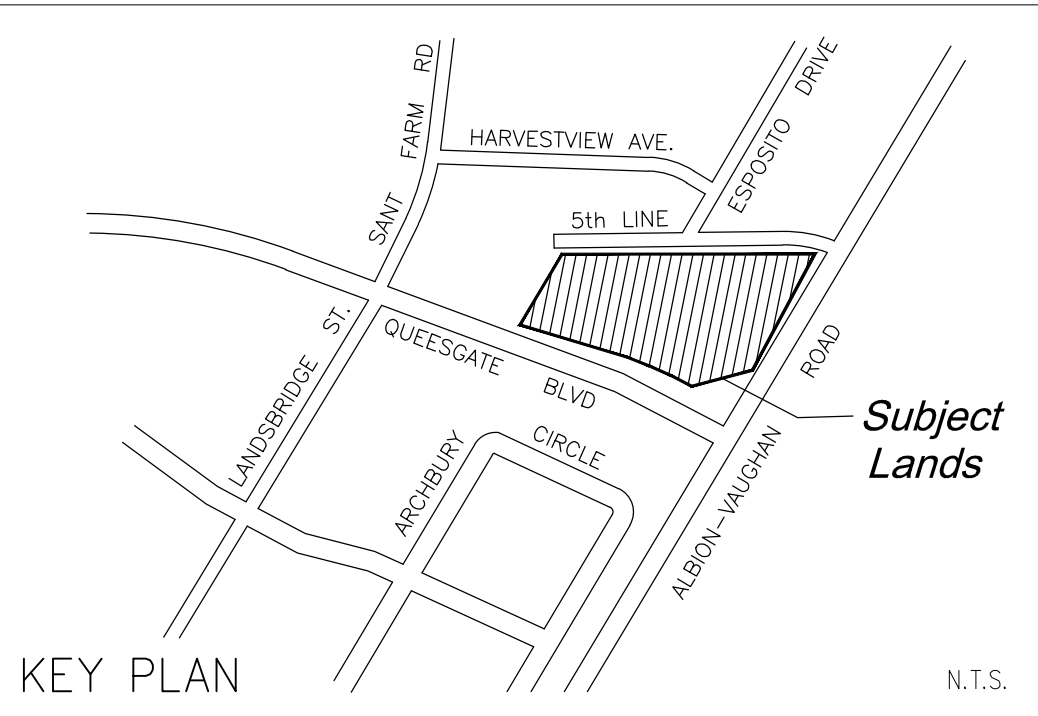 SANT FARM RD
HARVESTVIEW AVE.
ESPOSITO DRIVE
5th LINE
QUEESGATE BLVD
LANDSBRIDGE ST.
ARCHBURY CIRCLE
ALBION-VAUGHAN ROAD
Subject
Lands
KEY PLAN
N.T.S.